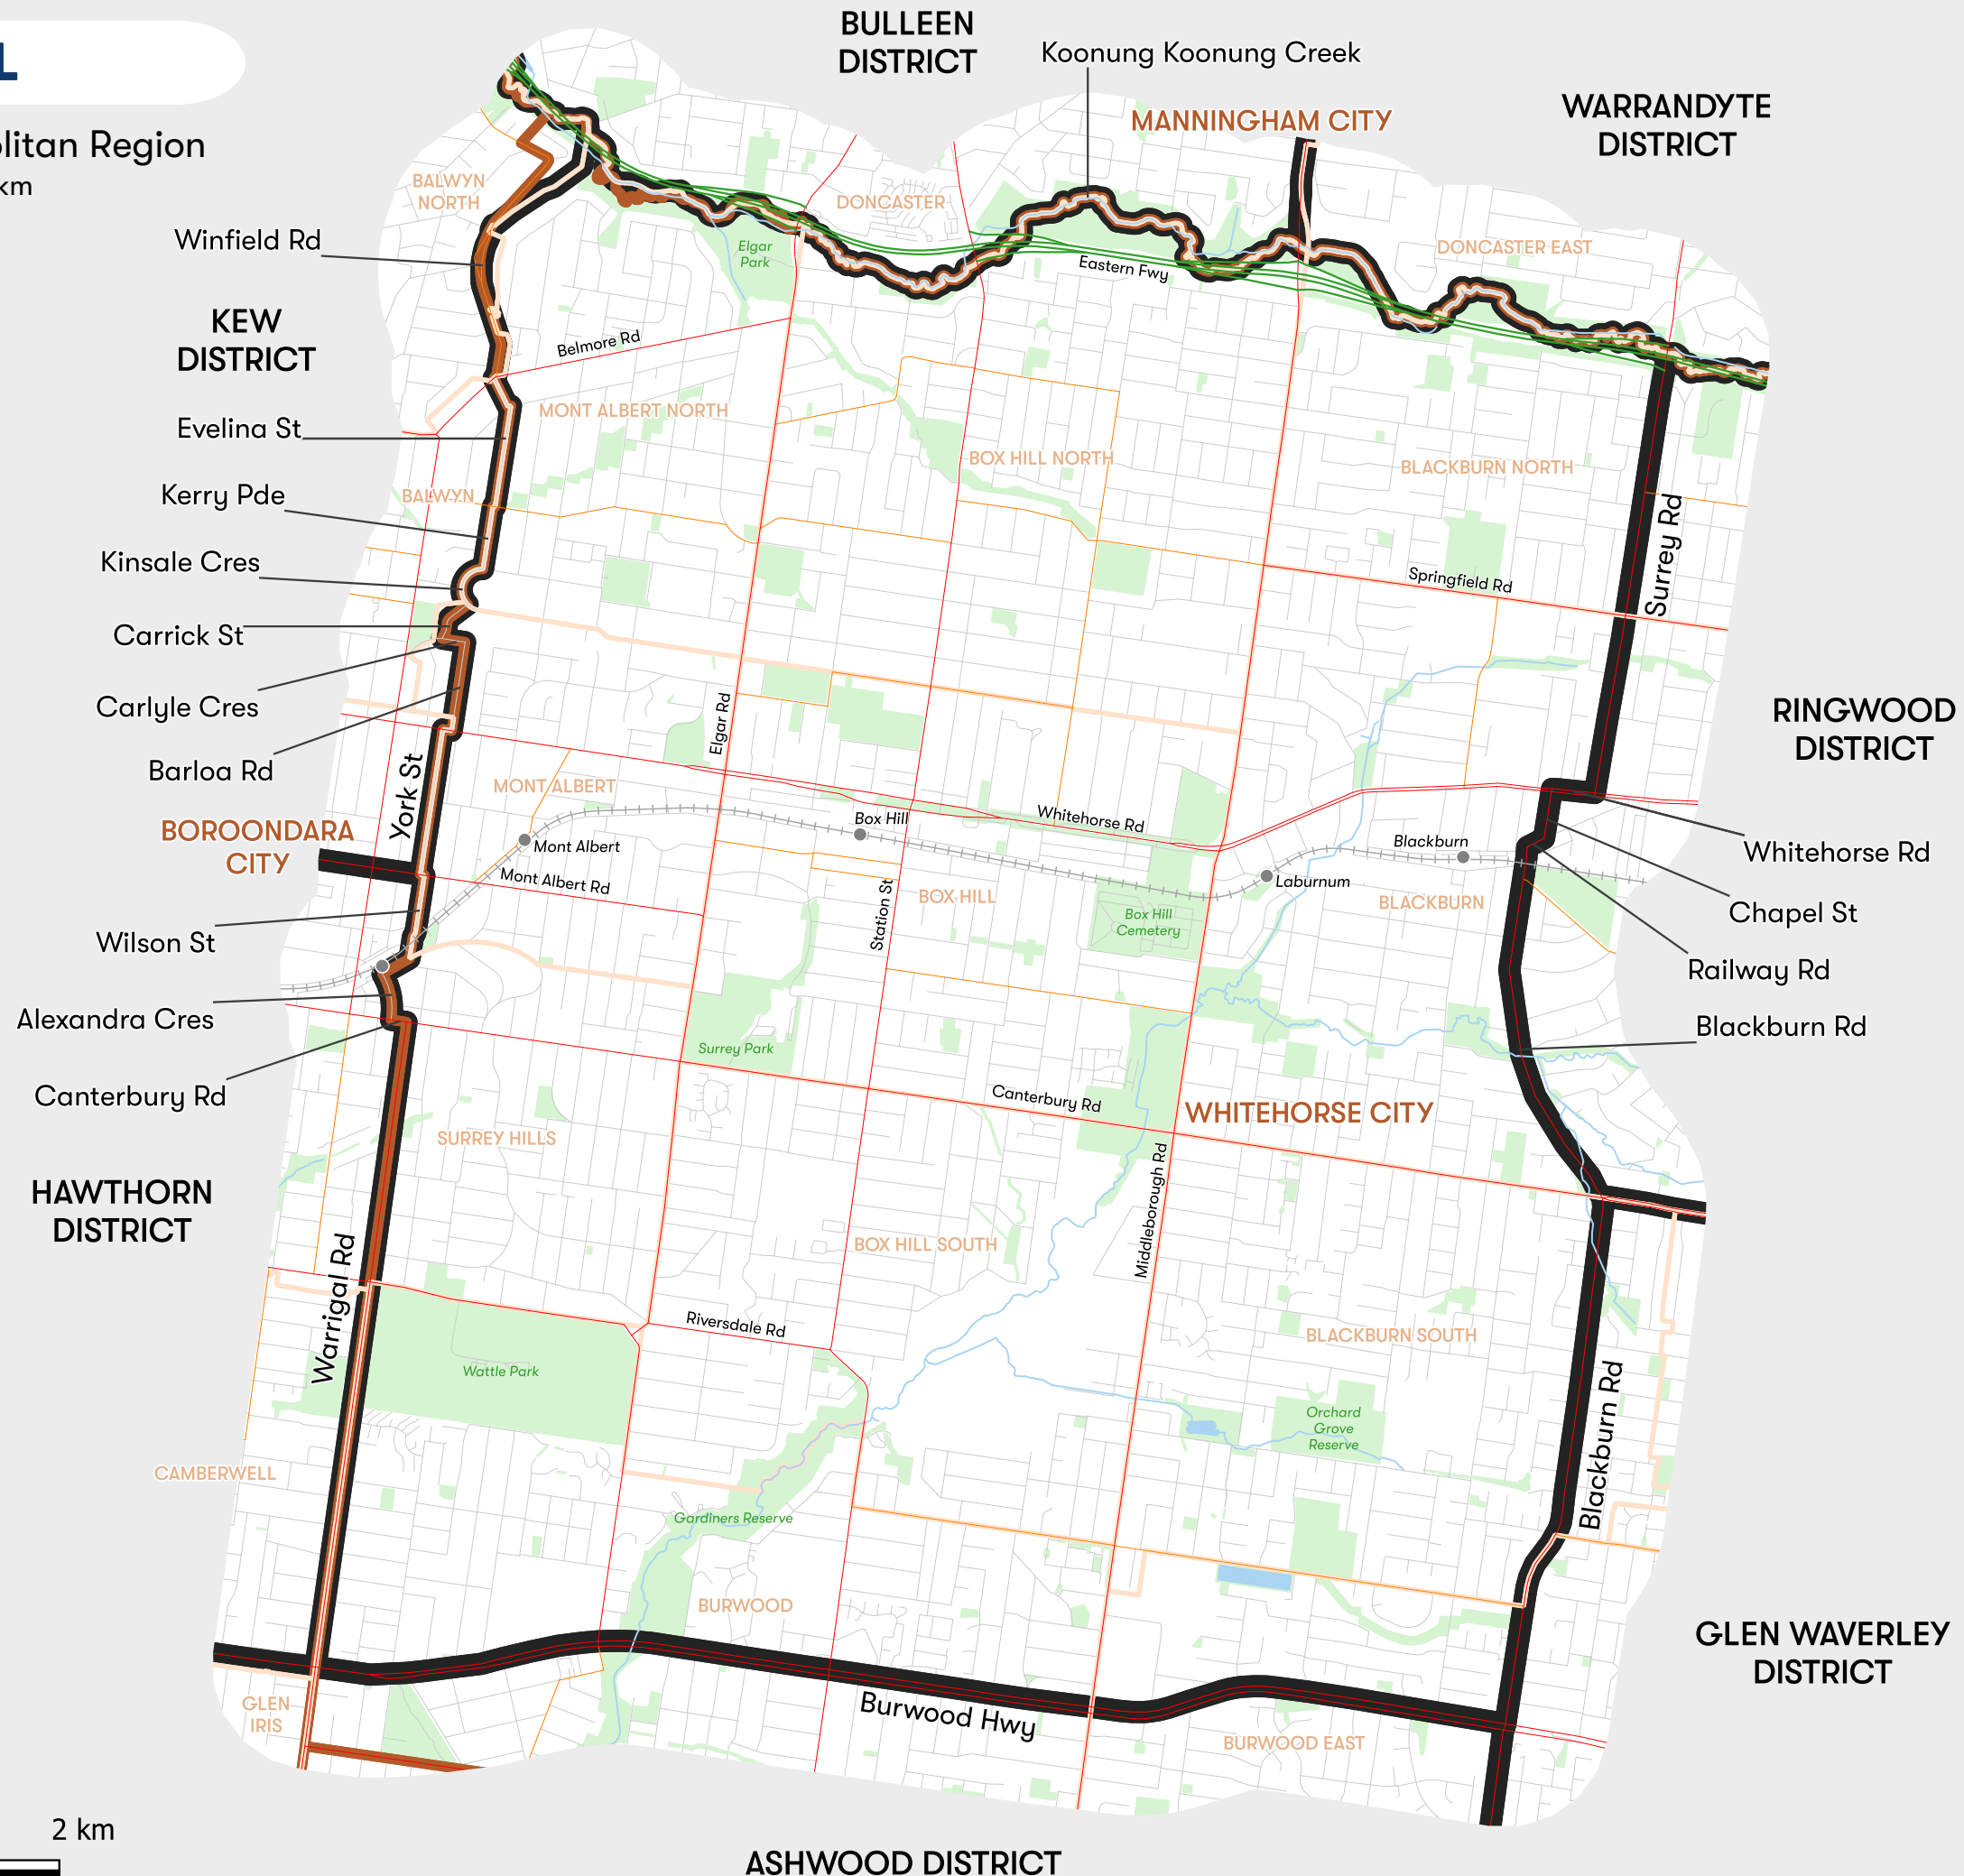 L
BULLEEN
DISTRICT
Koonung Koonung Creek
WARRANDYTE
DISTRICT
MANNINGHAM CITY
olitan Region
km
BALWYN
NORTH
DONCASTER
Winfield Rd
Elgar
Park
DONCASTER EAST
Eastern Fwy
KEW
DISTRICT
Belmore Rd
MONT ALBERT NORTH
Evelina St
BOX HILL NORTH
BLACKBURN NORTH
Kerry Pde
BALWYN
Surrey Rd
Kinsale Cres
Springfield Rd
Carrick St
Carlyle Cres
Elgar Rd
RINGWOOD
DISTRICT
Barloa Rd
York St
MONT ALBERT
BOROONDARA
CITY
Whitehorse Rd
Box Hill
Mont Albert
Blackburn
Whitehorse Rd
Mont Albert Rd
Laburnum
BOX HILL
BLACKBURN
Station St
Box Hill
Cemetery
Chapel St
Wilson St
Railway Rd
Alexandra Cres
Blackburn Rd
Surrey Park
Canterbury Rd
Canterbury Rd
WHITEHORSE CITY
SURREY HILLS
HAWTHORN
DISTRICT
Middleborough Rd
BOX HILL SOUTH
Warrigal Rd
Riversdale Rd
BLACKBURN SOUTH
Wattle Park
Orchard
Grove
Reserve
Blackburn Rd
CAMBERWELL
Gardiners Reserve
BURWOOD
GLEN WAVERLEY
DISTRICT
GLEN
IRIS
Burwood Hwy
BURWOOD EAST
2 km
ASHWOOD DISTRICT